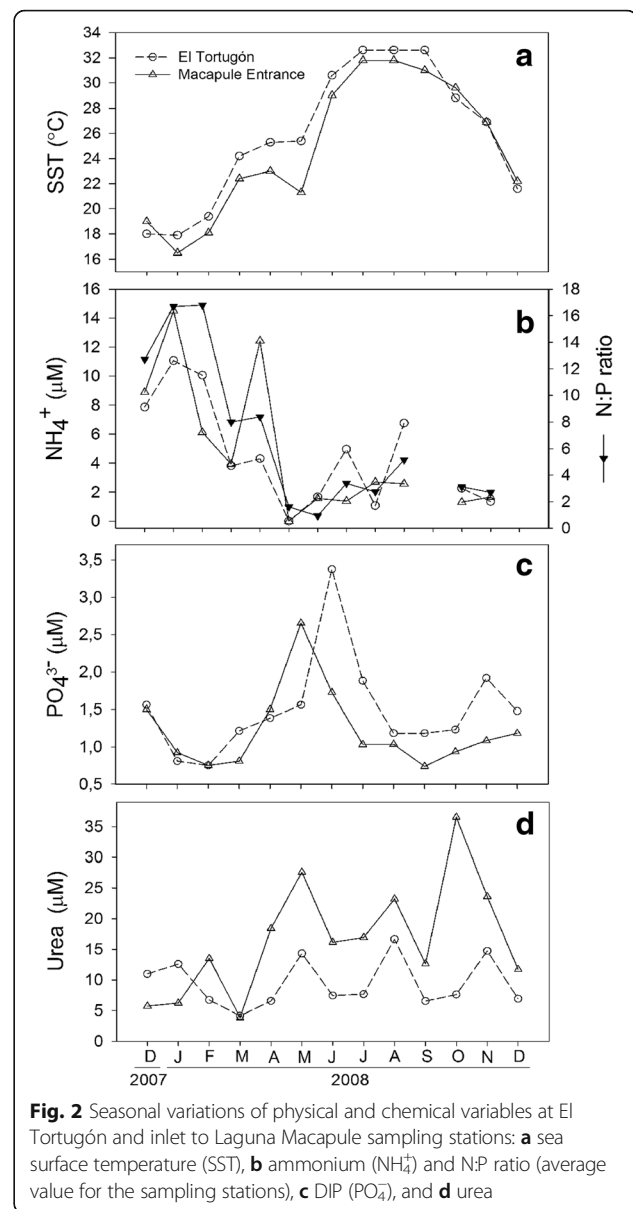 34
32
30
28
26
24
22
20
18
16
SST (°C)
El Tortugón
Macapule Entrance
a
16
14
12
10
8
6
4
2
0
NH₄⁺ (µM)
b
18
16
14
12
10
8
6
4
2
0
N:P ratio
3,5
3,0
2,5
2,0
1,5
1,0
0,5
PO₄³⁻ (µM)
c
35
30
25
20
15
10
5
0
Urea (µM)
d
D J F M A M J J A S O N D
2007 2008
Fig. 2 Seasonal variations of physical and chemical variables at El
Tortugón and inlet to Laguna Macapule sampling stations: a sea
surface temperature (SST), b ammonium (NH₄⁺) and N:P ratio (average
value for the sampling stations), c DIP (PO₄⁻), and d urea